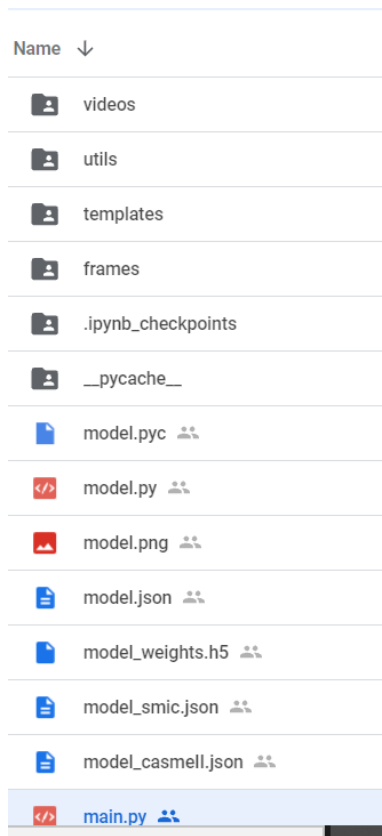 Name
videos
utils
templates
frames
.ipynb_checkpoints
__pycache__
model.pyc
model.py
model.png
model.json
model_weights.h5
model_smic.json
model_casmell.json
main.py